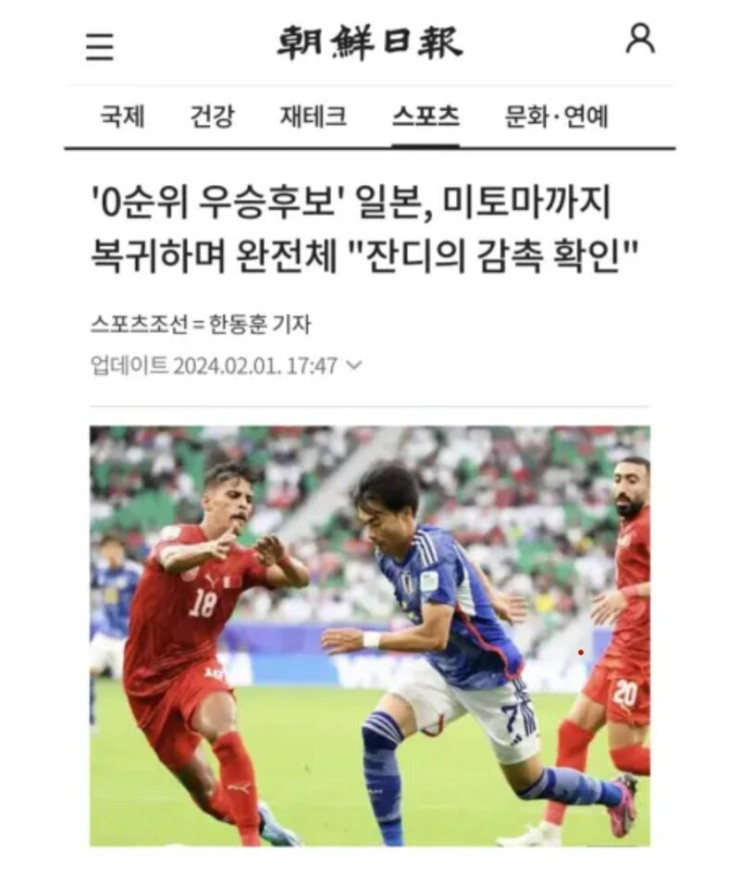 朝鮮日報
국제 건강 재테크 스포츠 문화·연예
'0순위 우승후보' 일본, 미토마까지
복귀하며 완전체 "잔디의 감촉 확인"
스포츠조선 = 한동훈 기자
업데이트 2024.02.01. 17:47
18
7
20